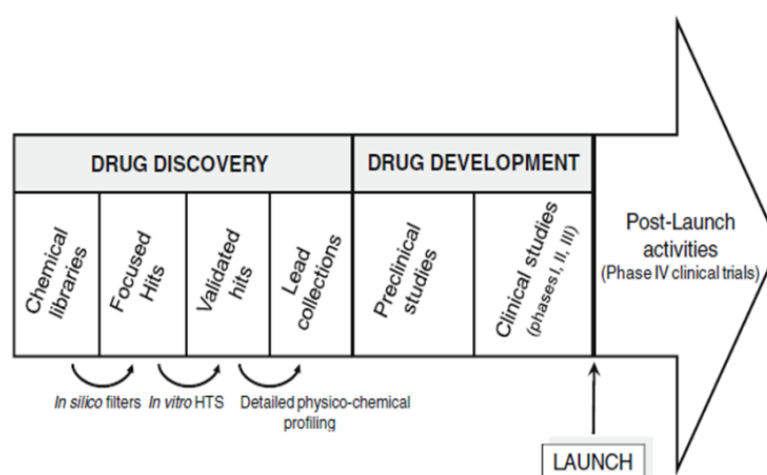 DRUG DISCOVERY
DRUG DEVELOPMENT
Chemical
libraries
Focused
Hits
Validated
hits
Lead
collections
Preclinical
studies
Clinical studies
(phases I, II, III)
Post-Launch
activities
(Phase IV clinical trials)
In silico filters
In vitro HTS
Detailed physico-chemical
profiling
LAUNCH